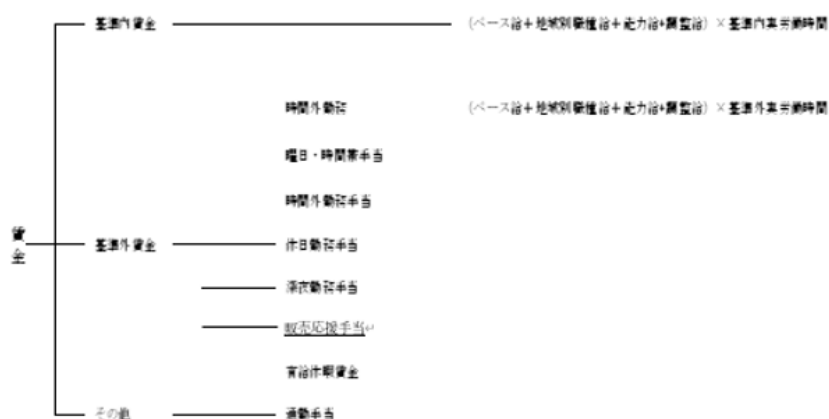 基準内賃金 (ベース給+地域別職種給+能力給+調整給) × 基準内実労働時間
時間外勤務 (ベース給+地域別職種給+能力給+調整給) × 基準外実労働時間
曜日・時間帯手当
時間外勤務手当
賃金
基準外賃金 休日勤務手当
深夜勤務手当
販売応援手当↵
有給休暇賃金
その他 通勤手当